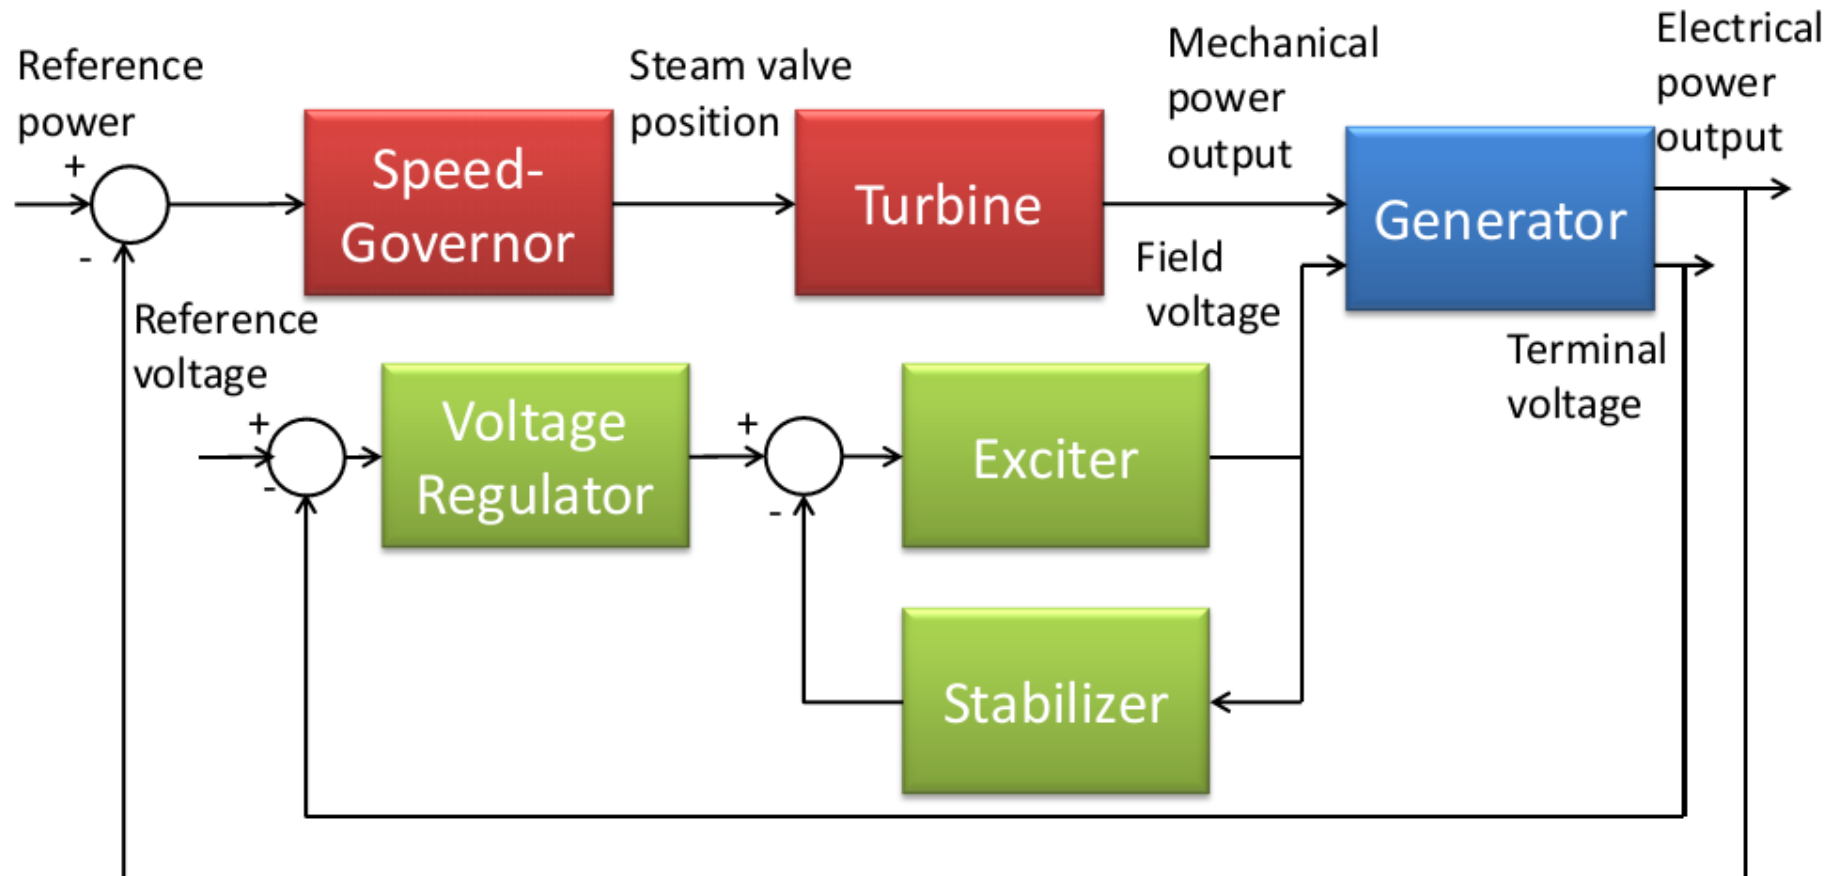 Reference
power
+
-
Speed-
Governor
Steam valve
position
Turbine
Mechanical
power
output
Generator
Electrical
power
output
Field
voltage
Terminal
voltage
Reference
voltage
+
-
Voltage
Regulator
+
-
Exciter
Stabilizer